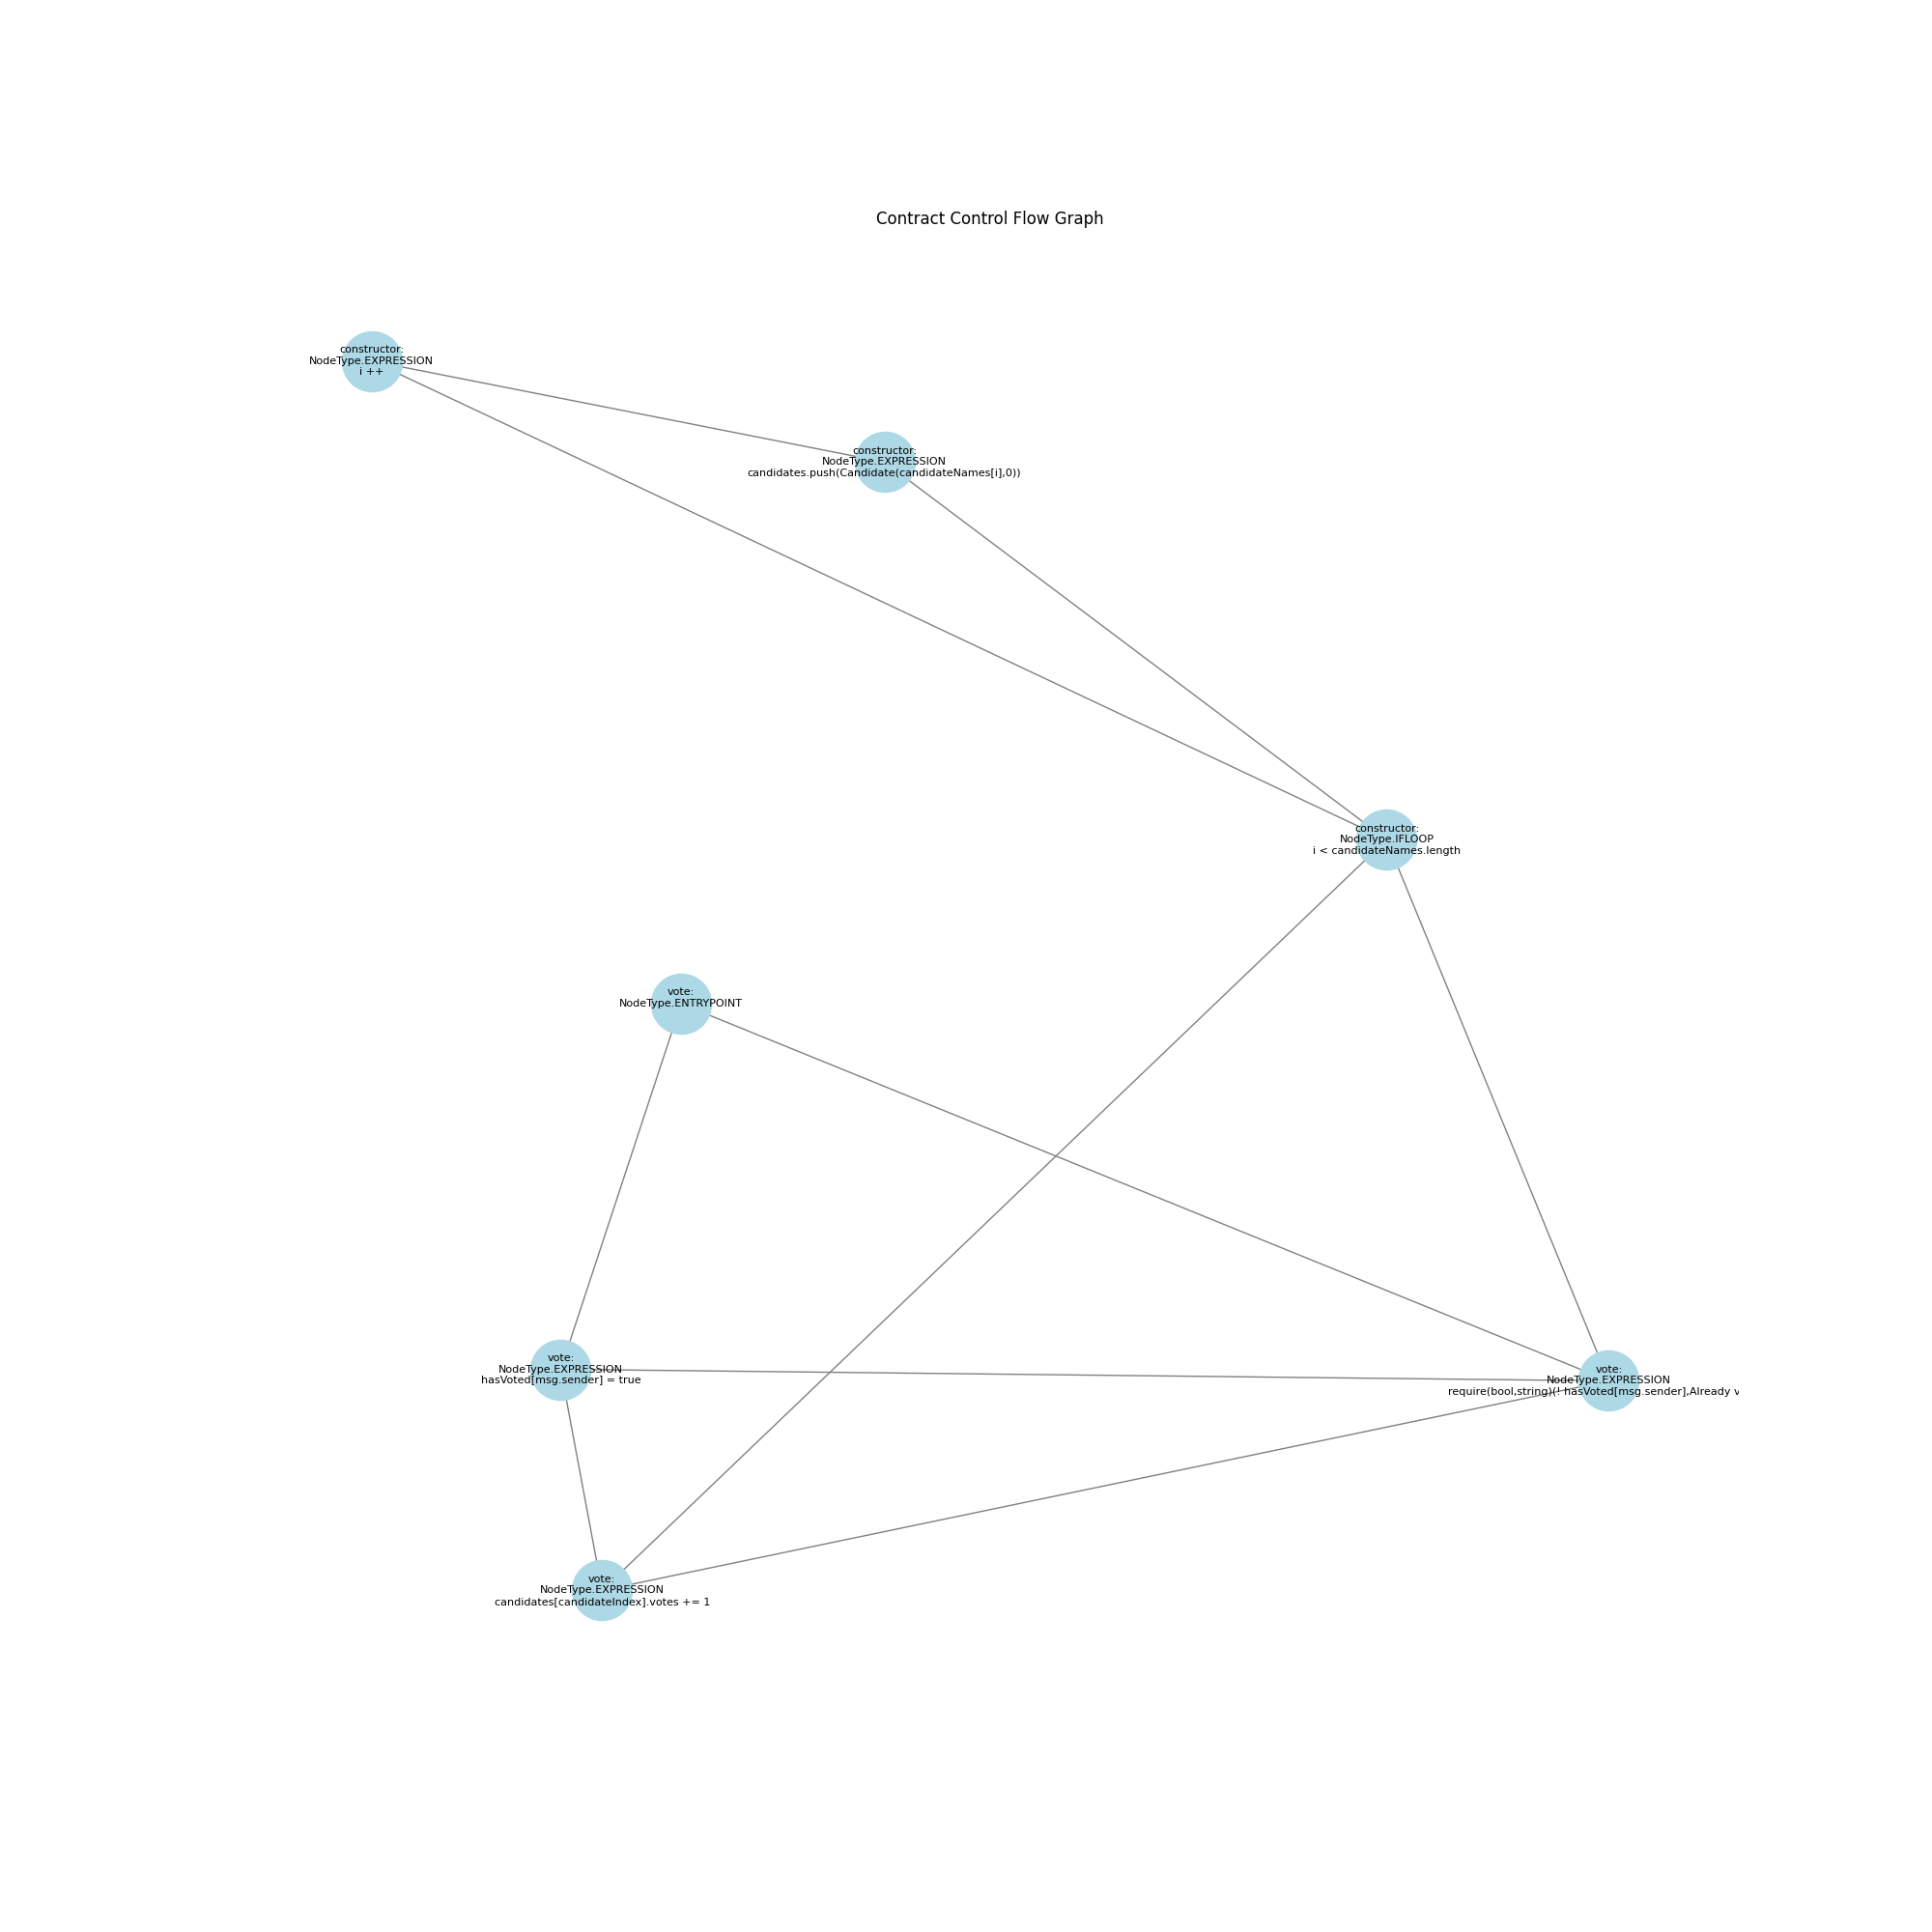 Contract Control Flow Graph
constructor:
NodeType.EXPRESSION
i ++
constructor:
NodeType.EXPRESSION
candidates.push(Candidate(candidateNames[i],0))
constructor:
NodeType.IFLOOP
i < candidateNames.length
vote:
NodeType.ENTRYPOINT
vote:
NodeType.EXPRESSION
hasVoted[msg.sender] = true
vote:
NodeType.EXPRESSION
require(bool,string)(! hasVoted[msg.sender],Already v
vote:
NodeType.EXPRESSION
candidates[candidateIndex].votes += 1